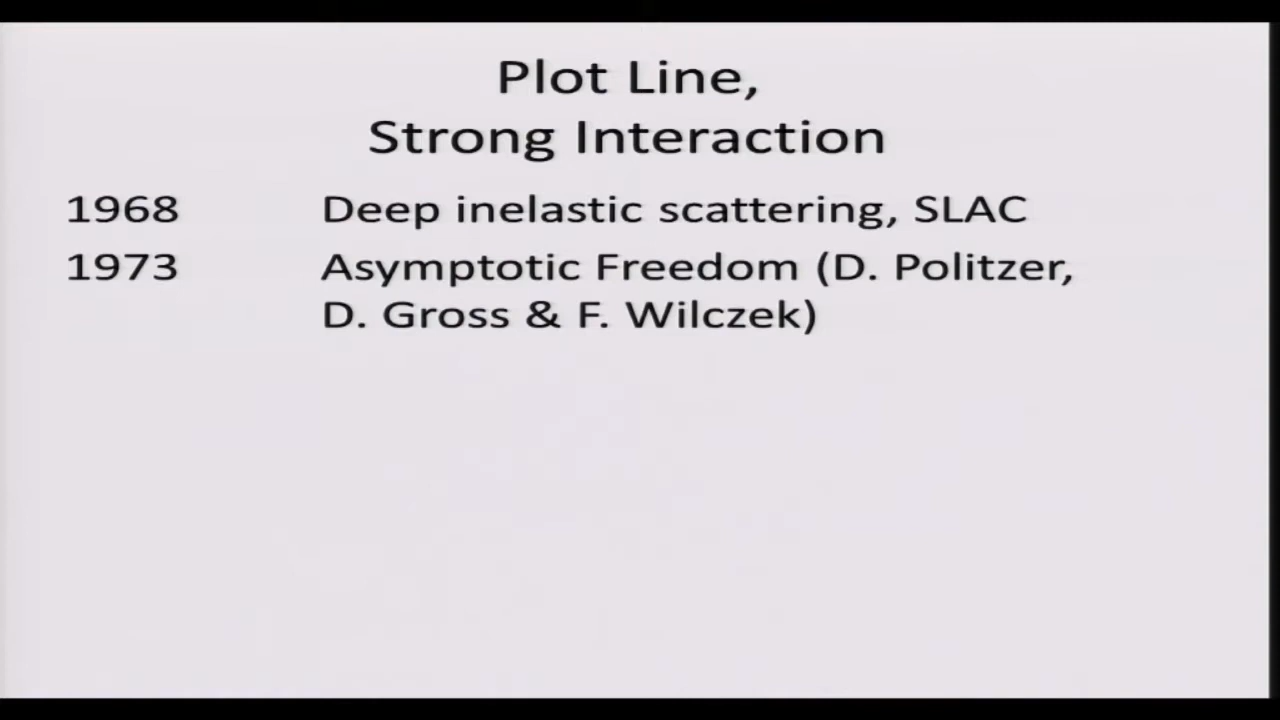 Plot Line,
Strong Interaction
1968 Deep inelastic scattering, SLAC
1973 Asymptotic Freedom (D. Politzer,
D. Gross & F. Wilczek)